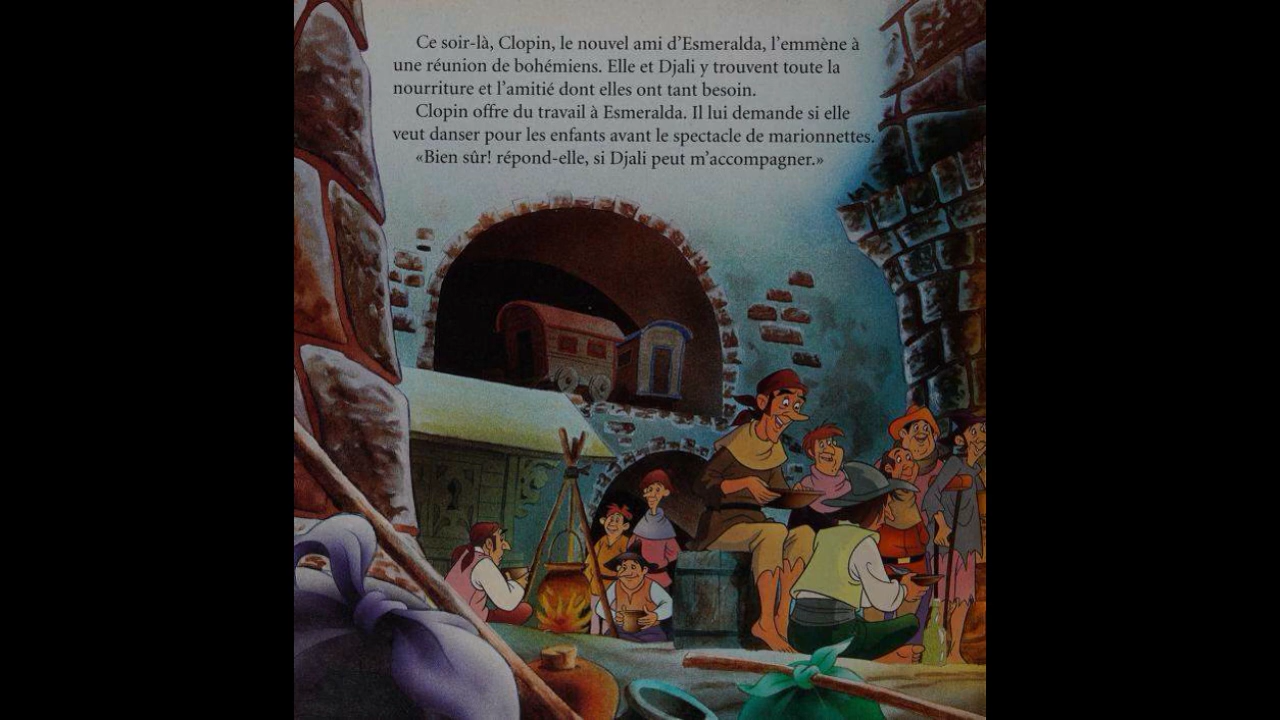 Ce soir-là, Clopin, le nouvel ami d'Esmeralda, l'emmène à
une réunion de bohémiens. Elle et Djali y trouvent toute la
nourriture et l'amitié dont elles ont tant besoin.
Clopin offre du travail à Esmeralda. Il lui demande si elle
veut danser pour les enfants avant le spectacle de marionnettes.
«Bien sûr! répond-elle, si Djali peut m'accompagner.»